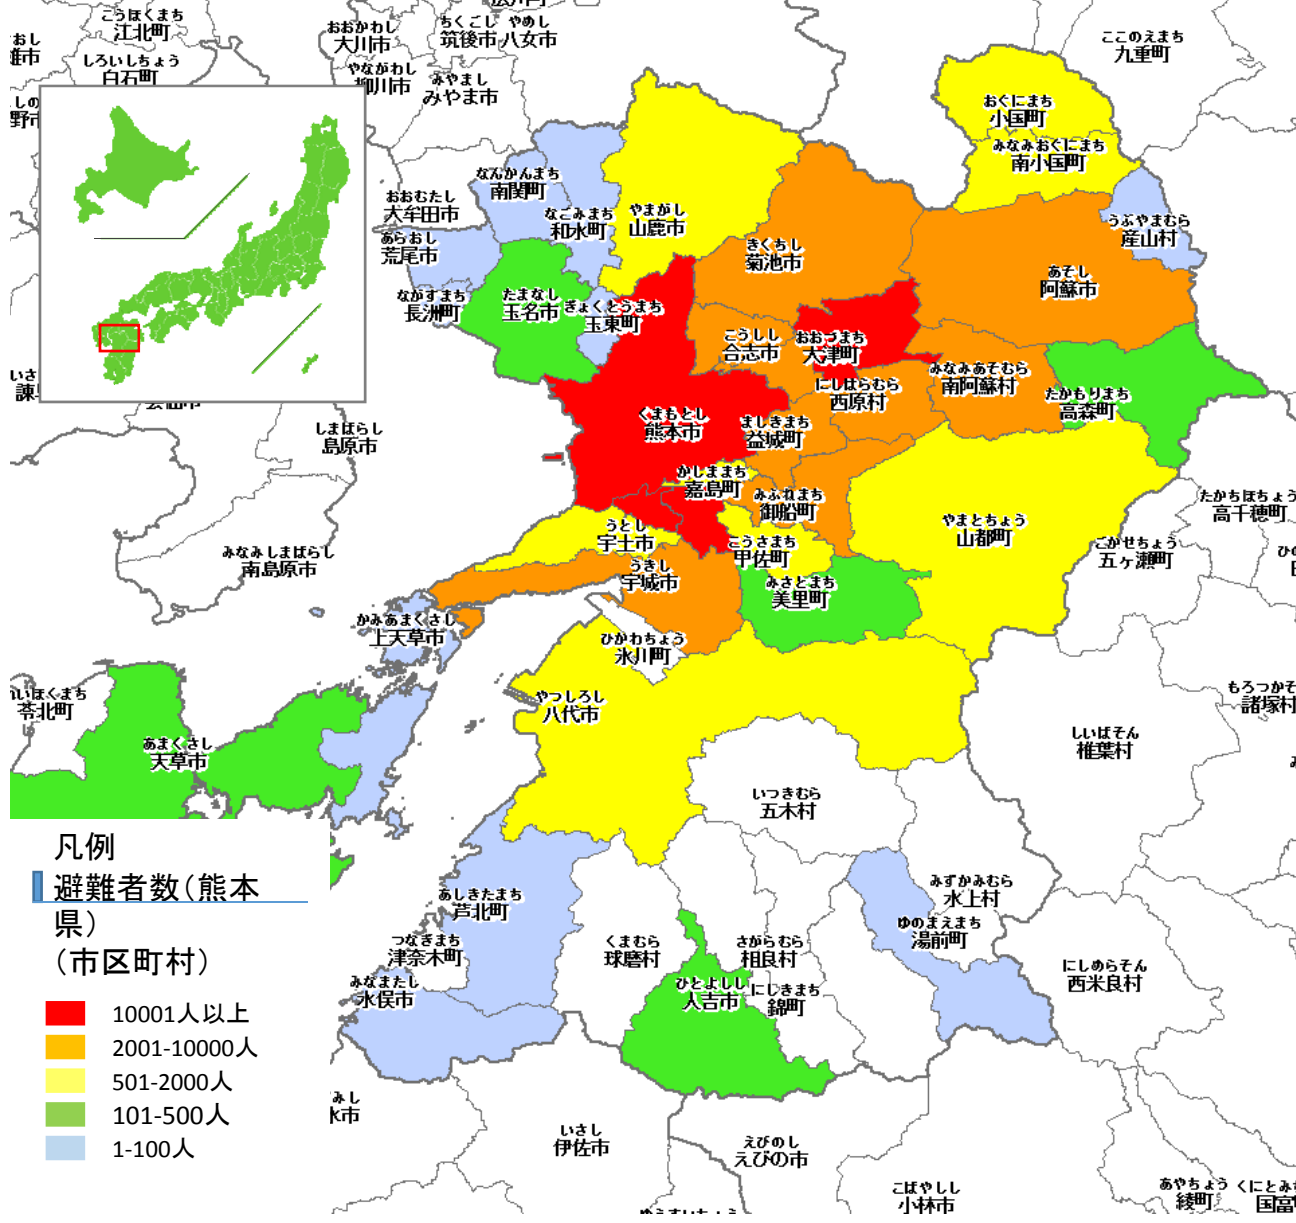 こうほくまち
江北町
しろいしちょう
白石町
おおかわし
大川市
ちくごし
筑後市
やめし
八女市
やながわし
柳川市
みやまし
みやま市
ここのえまち
九重町
おぐにまち
小国町
みなみおぐにまち
南小国町
うぶやまむら
産山村
なんかんまち
南関町
なごみまち
和水町
やまがし
山鹿市
おおむたし
大牟田市
あらおし
荒尾市
ながすまち
長洲町
たまなし
玉名市
ぎょくとうまち
玉東町
きくちし
菊池市
あそし
阿蘇市
こうしし
合志市
おおづまち
大津町
みなみあそむら
南阿蘇村
にしはらむら
西原村
たかもりまち
高森町
くまもとし
熊本市
ましきまち
益城町
しまばらし
島原市
かしままち
嘉島町
みふねまち
御船町
うとし
宇土市
こうさまち
甲佐町
やまとちょう
山都町
たかちほちょう
高千穂町
ごかせちょう
五ヶ瀬町
みなみしまばらし
南島原市
うきし
宇城市
みさとまち
美里町
かみあまくさし
上天草市
ひかわちょう
氷川町
やつしろし
八代市
苓北町
あまくさし
天草市
しいばそん
椎葉村
諸塚村
いつきむら
五木村
みずかみむら
水上村
ゆのまえまち
湯前町
あしきたまち
芦北町
つなぎまち
津奈木町
みなまたし
水俣市
くまむら
球磨村
さがらむら
相良村
ひとよしし
人吉市
にしきまち
錦町
にしめらそん
西米良村
いさし
伊佐市
えびのし
えびの市
こばやしし
小林市
あやちょう
綾町
凡例
避難者数(熊本
県)
(市区町村)
10001人以上
2001-10000人
501-2000人
101-500人
1-100人